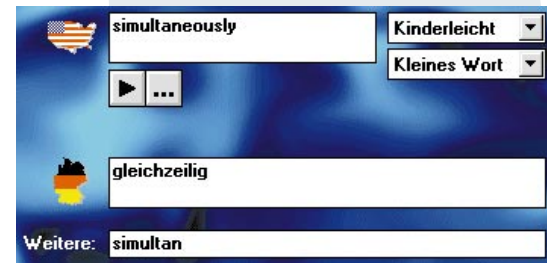 simultaneously
Kinderleicht
Kleines Wort
...
gleichzeilig
Weitere: simultan